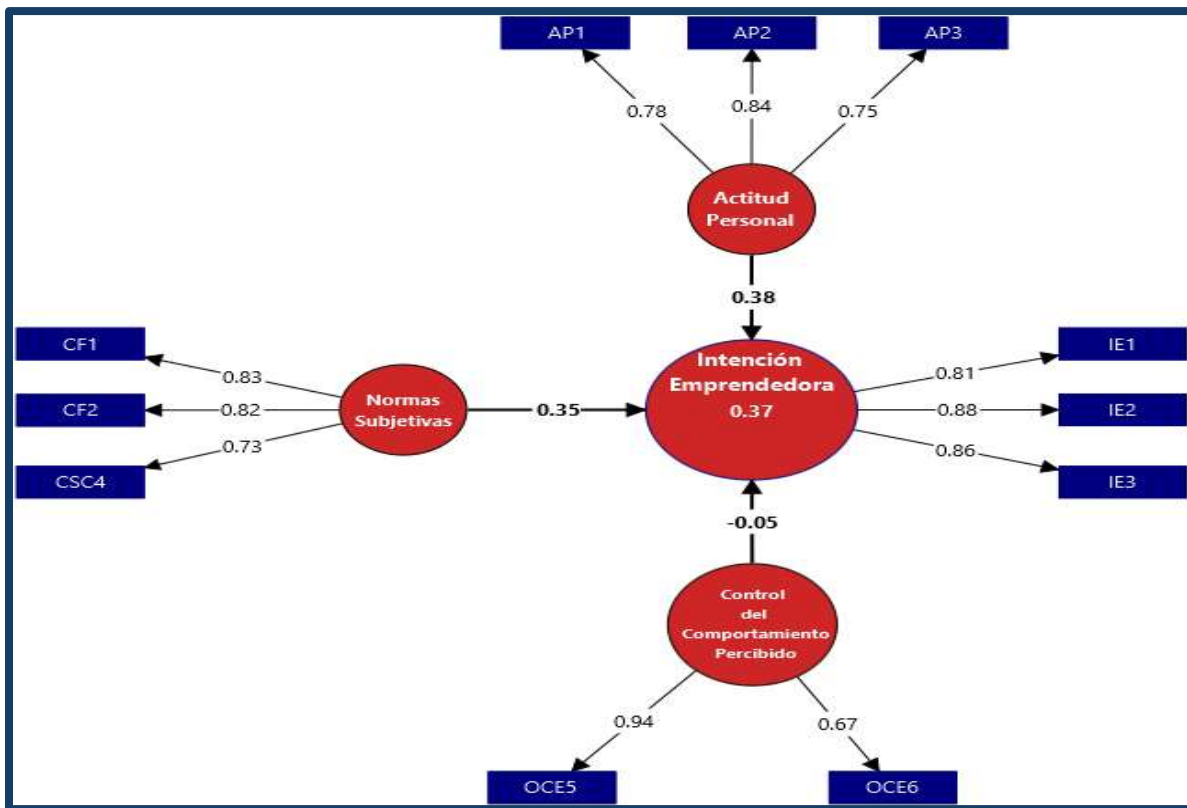 AP1
AP2
AP3
0.78
0.84
0.75
Actitud
Personal
0.38
CF1
CF2
CSC4
0.83
0.82
0.73
Normas
Subjetivas
0.35
Intención
Emprendedora
0.37
0.81
0.88
0.86
IE1
IE2
IE3
-0.05
Control
del
Comportamiento
Percibido
0.94
0.67
OCE5
OCE6